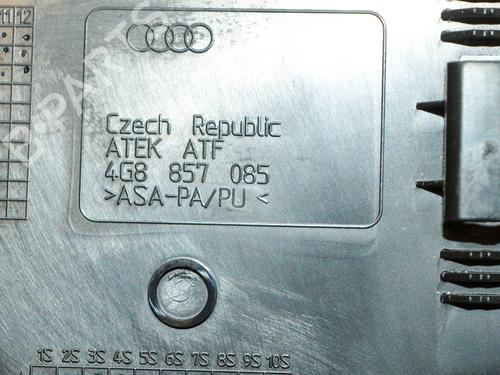 11 12
Czech Republic
ATEK ATF
4G8 857 085
>ASA-PA/PU<
1S 2S 3S 4S 5S 6S 7S 8S 9S 10S